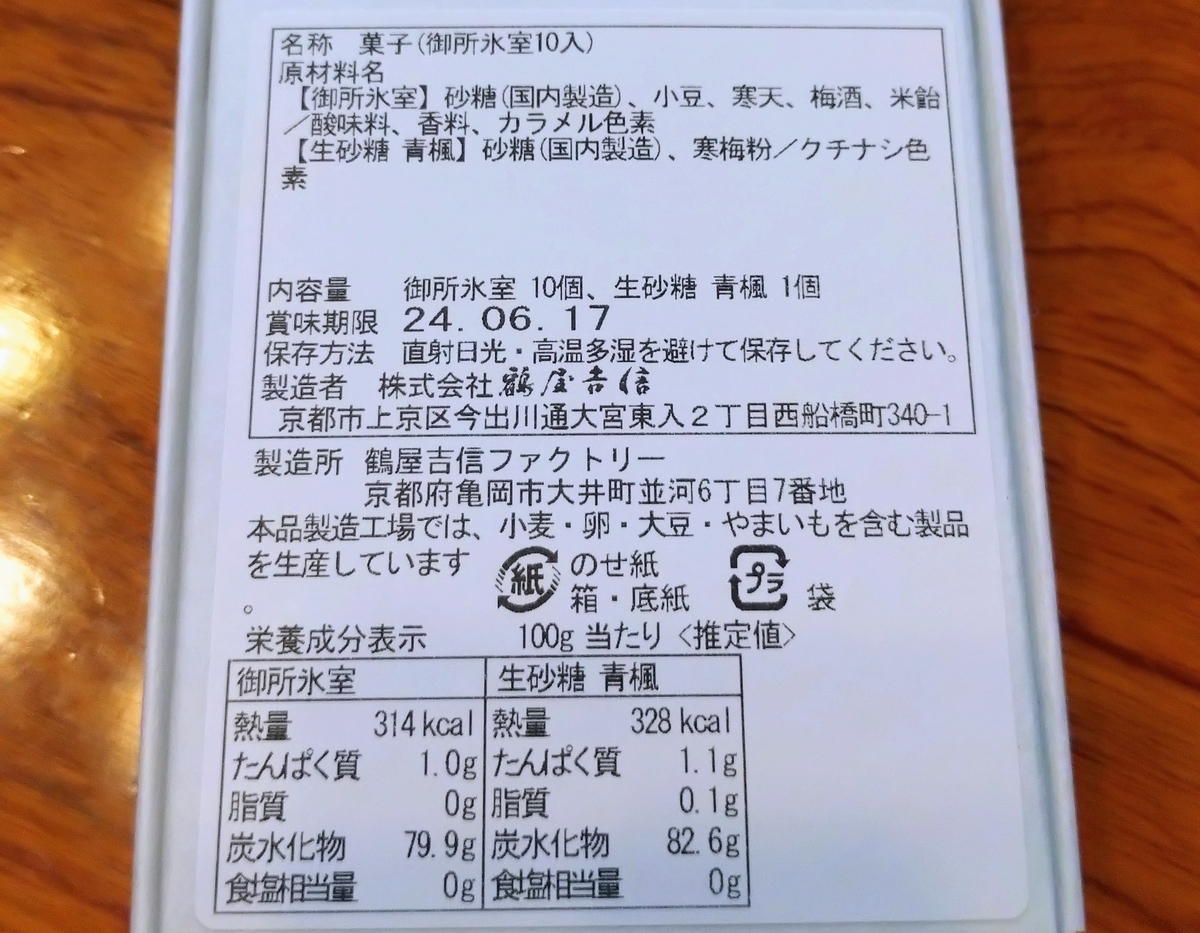 名称 菓子(御所氷室10入)
原材料名
【御所氷室】砂糖(国内製造)、小豆、寒天、梅酒、米飴
/酸味料、香料、カラメル色素
【生砂糖 青楓】砂糖(国内製造)、寒梅粉/クチナシ色
素
内容量 御所氷室 10個、生砂糖 青楓 1個
賞味期限 24.06.17
保存方法 直射日光・高温多湿を避けて保存してください。
製造者 株式会社鶴屋吉信
京都市上京区今出川通大宮東入2丁目西船橋町340-1
製造所 鶴屋吉信ファクトリー
京都府亀岡市大井町並河6丁目7番地
本品製造工場では、小麦・卵・大豆・やまいもを含む製品
を生産しています
。
紙 のせ紙
箱・底紙
プラ 袋
栄養成分表示 100g当たり〈推定値〉
御所氷室 生砂糖 青楓
熱量 314kcal 熱量 328kcal
たんぱく質 1.0g たんぱく質 1.1g
脂質 0g 脂質 0.1g
炭水化物 79.9g 炭水化物 82.6g
食塩相当量 0g 食塩相当量 0g